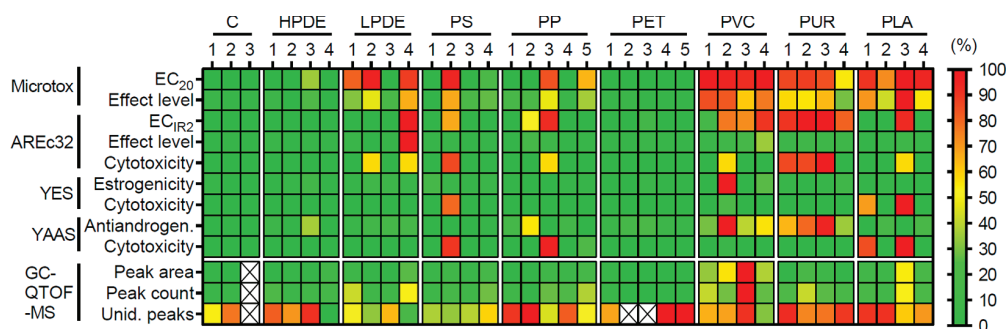 C HPDE LPDE PS PP PET PVC PUR PLA
1 2 3 1 2 3 4 1 2 3 4 1 2 3 4 1 2 3 4 5 1 2 3 4 5 1 2 3 4 1 2 3 4 1 2 3 4 (%)
Microtox EC20 100
Effect level 90
AREc32 ECIR2 80
Effect level 70
Cytotoxicity 60
YES Estrogenicity
Cytotoxicity 50
YAAS Antiandrogen. 40
Cytotoxicity 30
GC- Peak area 20
QTOF Peak count 10
-MS Unid. peaks 0